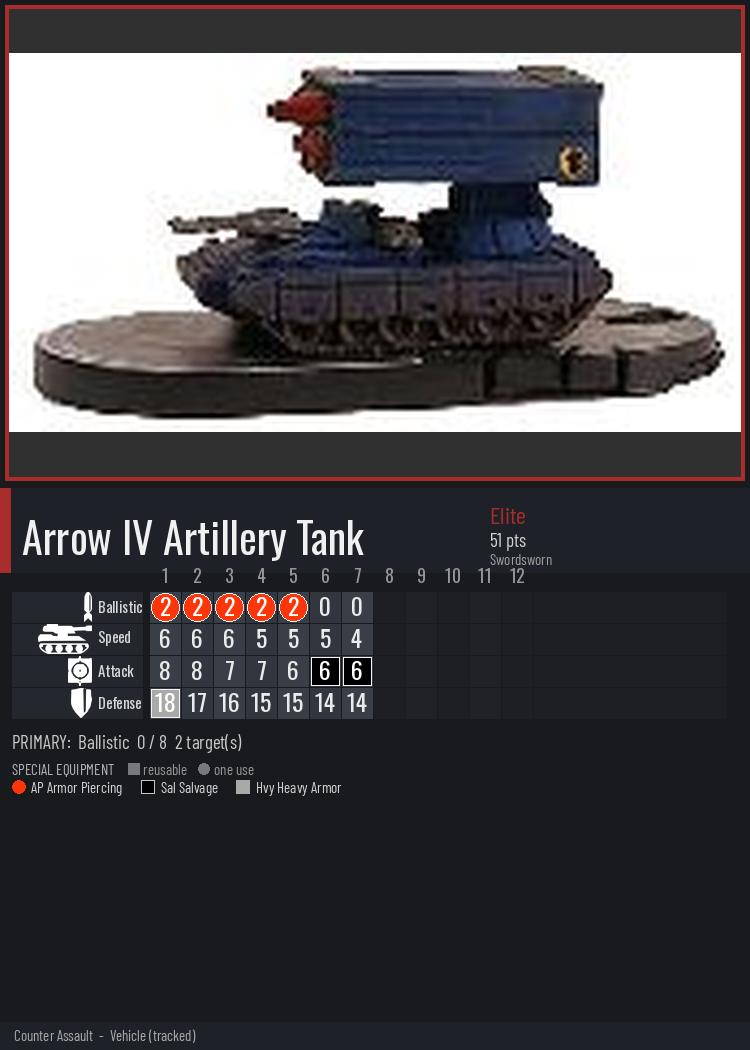 Arrow IV Artillery Tank
Elite
51 pts
Swordsworn
1 2 3 4 5 6 7 8 9 10 11 12
Ballistic 2 2 2 2 2 0 0
Speed 6 6 6 5 5 5 4
Attack 8 8 7 7 6 6 6
Defense 18 17 16 15 15 14 14
PRIMARY: Ballistic 0 / 8 2 target(s)
SPECIAL EQUIPMENT reusable one use
AP Armor Piercing Sal Salvage Hvy Heavy Armor
Counter Assault - Vehicle (tracked)